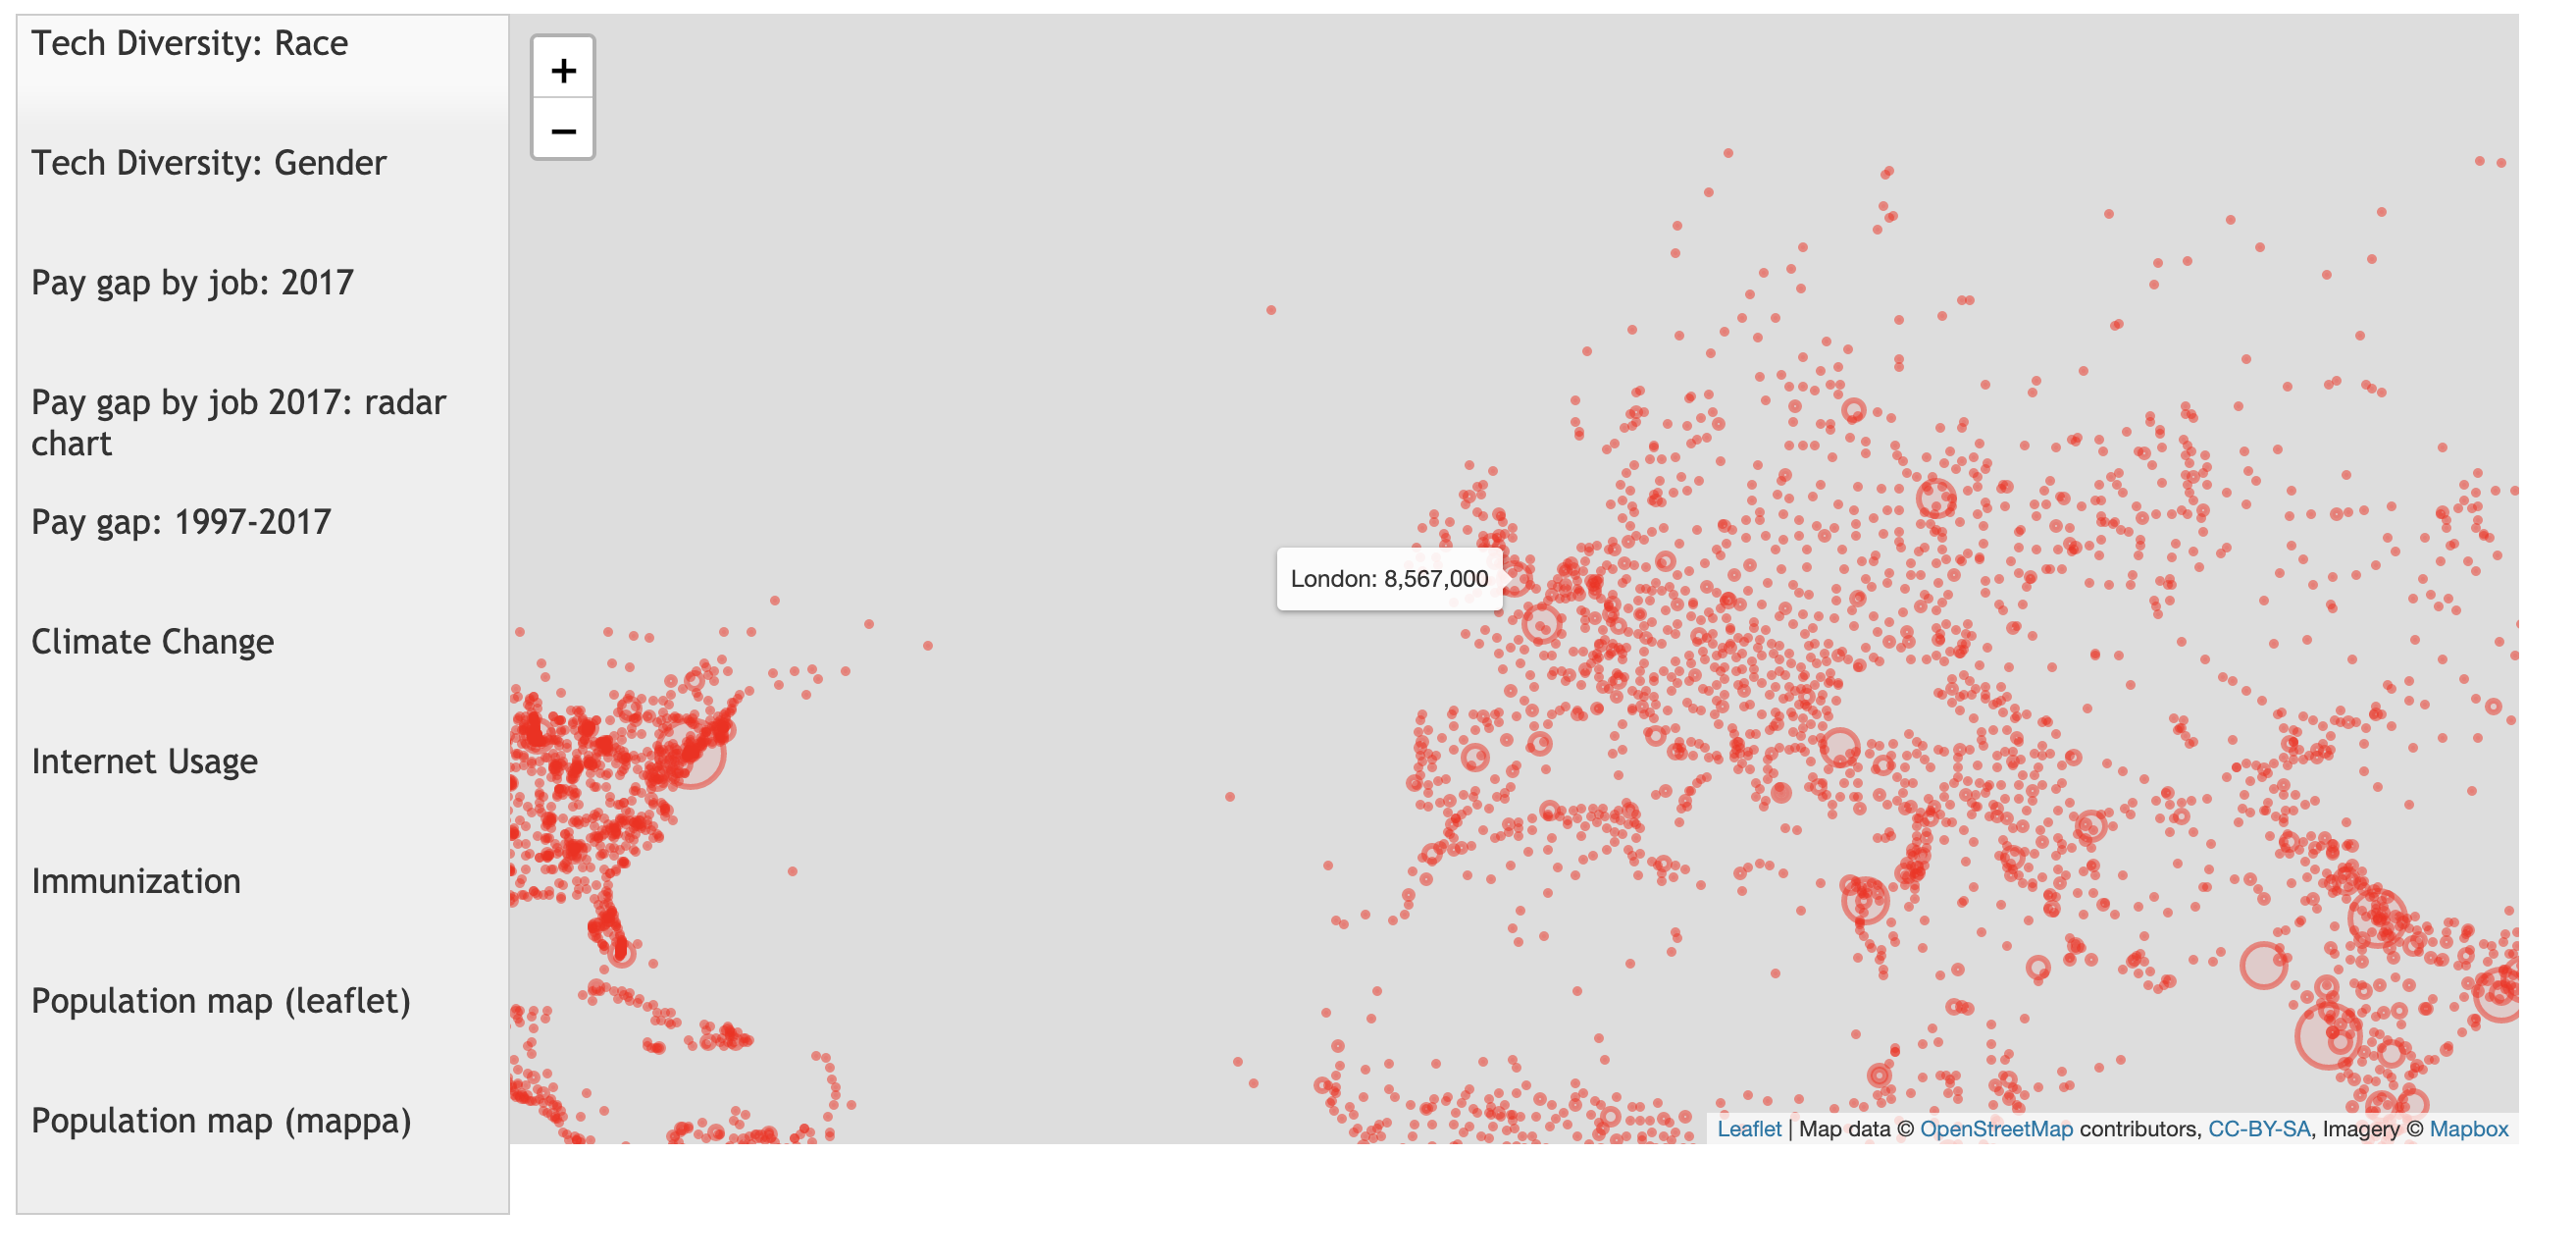 Tech Diversity: Race
Tech Diversity: Gender
Pay gap by job: 2017
Pay gap by job 2017: radar
chart
Pay gap: 1997-2017
Climate Change
Internet Usage
Immunization
Population map (leaflet)
Population map (mappa)
+
−
London: 8,567,000
Leaflet | Map data © OpenStreetMap contributors, CC-BY-SA, Imagery © Mapbox